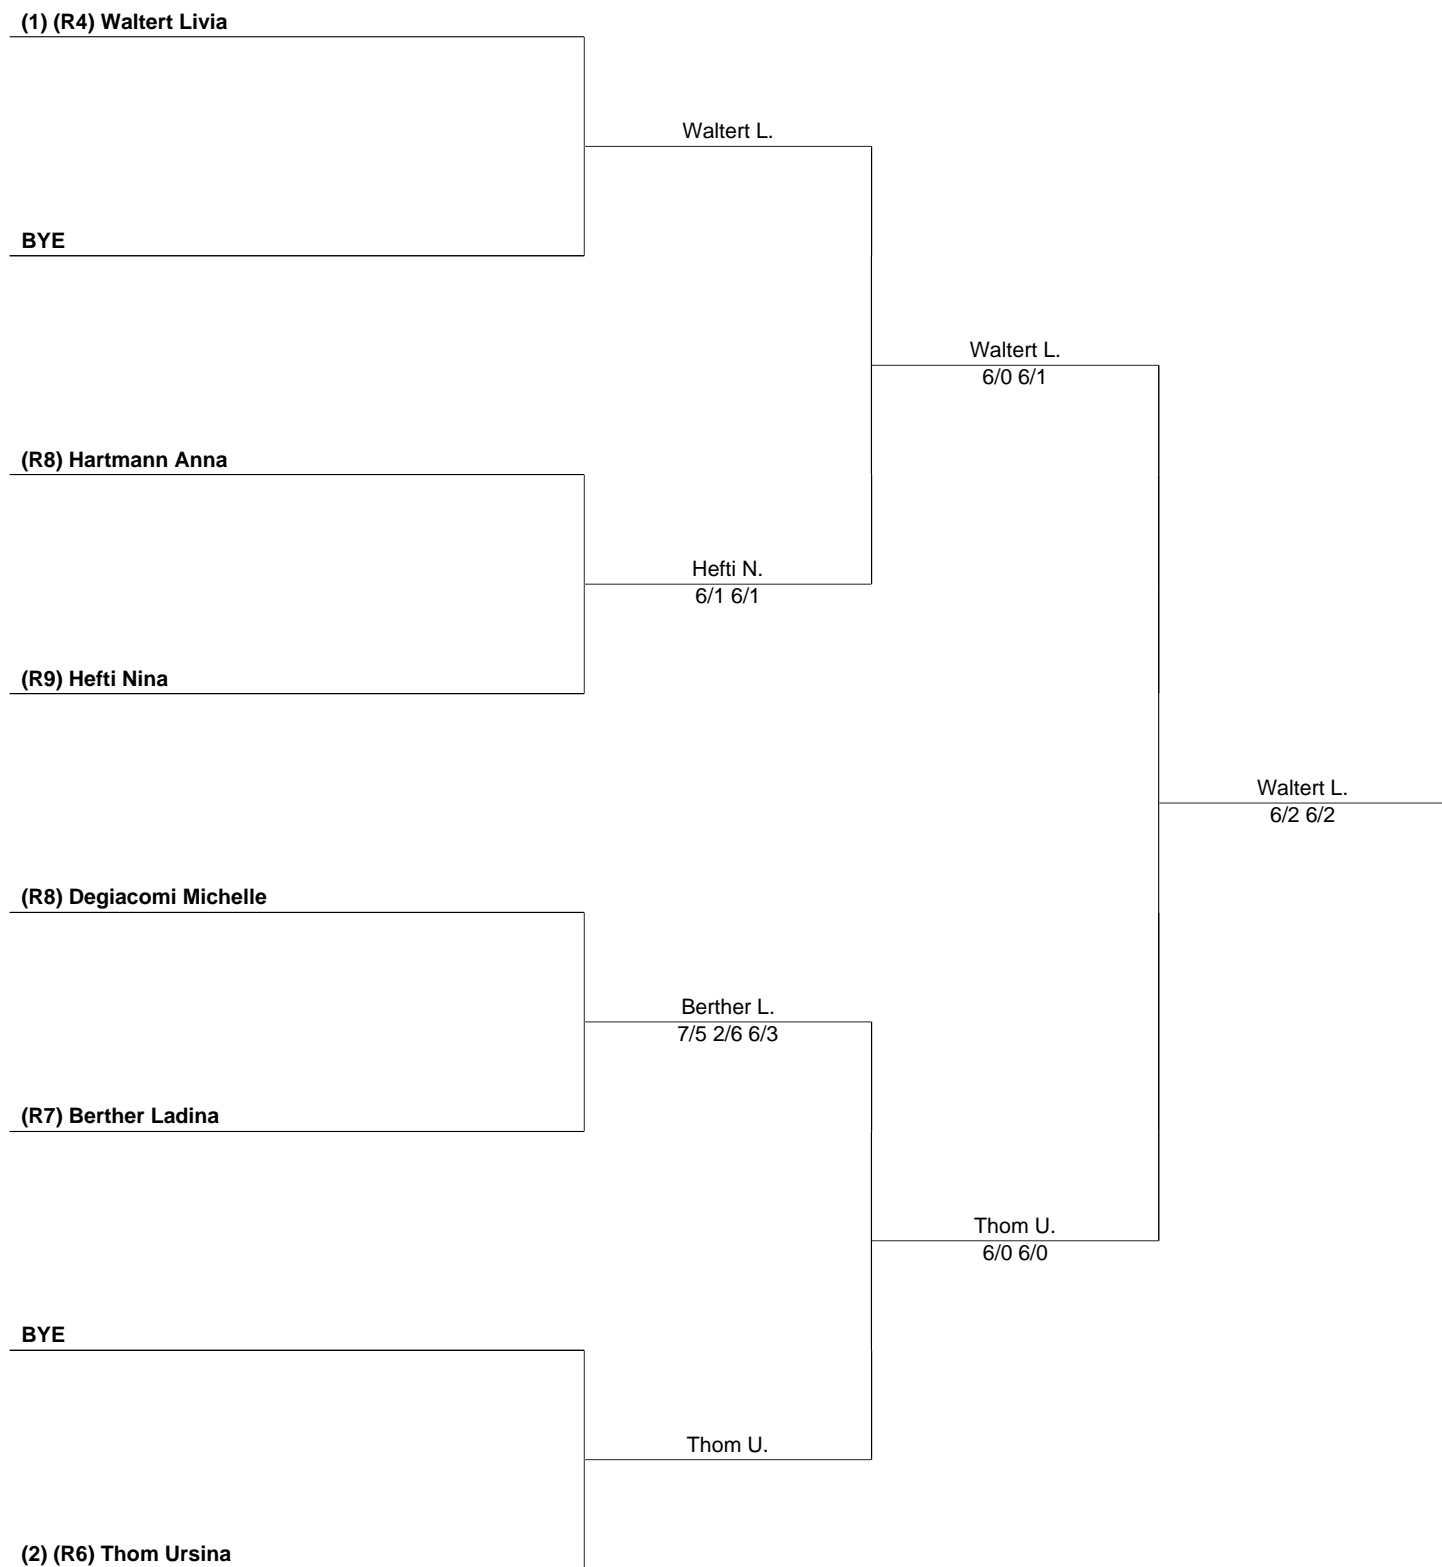 (1) (R4) Waltert Livia
Waltert L.
BYE
Waltert L.
6/0 6/1
(R8) Hartmann Anna
Hefti N.
6/1 6/1
(R9) Hefti Nina
Waltert L.
6/2 6/2
(R8) Degiacomi Michelle
Berther L.
7/5 2/6 6/3
(R7) Berther Ladina
Thom U.
6/0 6/0
BYE
Thom U.
(2) (R6) Thom Ursina